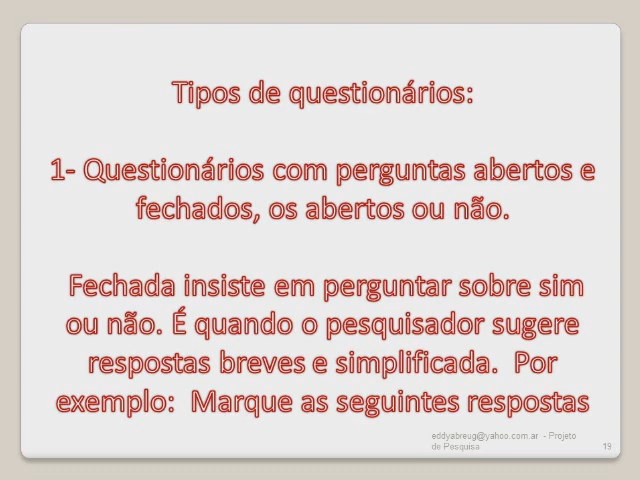 Tipos de questionários:
1- Questionários com perguntas abertos e
fechados, os abertos ou não.
Fechada insiste em perguntar sobre sim
ou não. É quando o pesquisador sugere
respostas breves e simplificada.  Por
exemplo:  Marque as seguintes respostas
eddyabreug@yahoo.com.ar  - Projeto
de Pesquisa
19